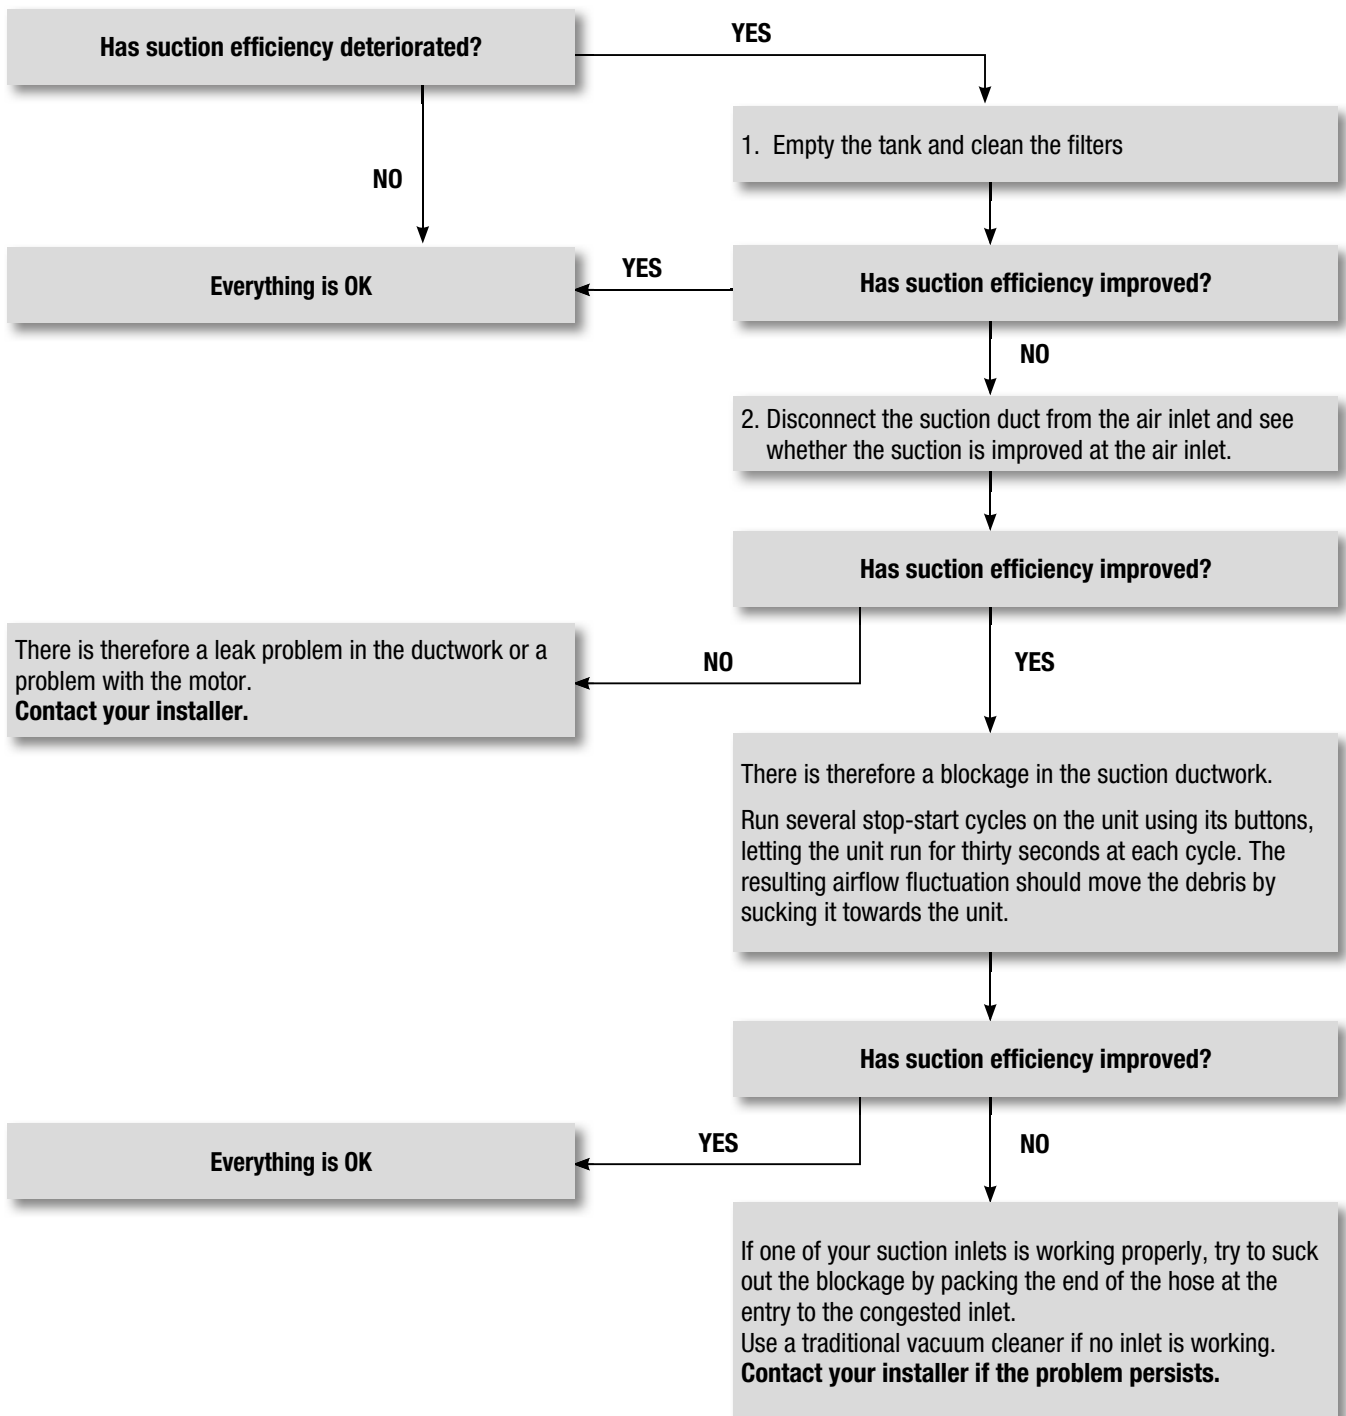 Has suction efficiency deteriorated?
YES
1. Empty the tank and clean the filters
NO
Everything is OK
YES
Has suction efficiency improved?
NO
2. Disconnect the suction duct from the air inlet and see
whether the suction is improved at the air inlet.
Has suction efficiency improved?
There is therefore a leak problem in the ductwork or a
problem with the motor.
Contact your installer.
NO
YES
There is therefore a blockage in the suction ductwork.
Run several stop-start cycles on the unit using its buttons,
letting the unit run for thirty seconds at each cycle. The
resulting airflow fluctuation should move the debris by
sucking it towards the unit.
Has suction efficiency improved?
Everything is OK
YES
NO
If one of your suction inlets is working properly, try to suck
out the blockage by packing the end of the hose at the
entry to the congested inlet.
Use a traditional vacuum cleaner if no inlet is working.
Contact your installer if the problem persists.